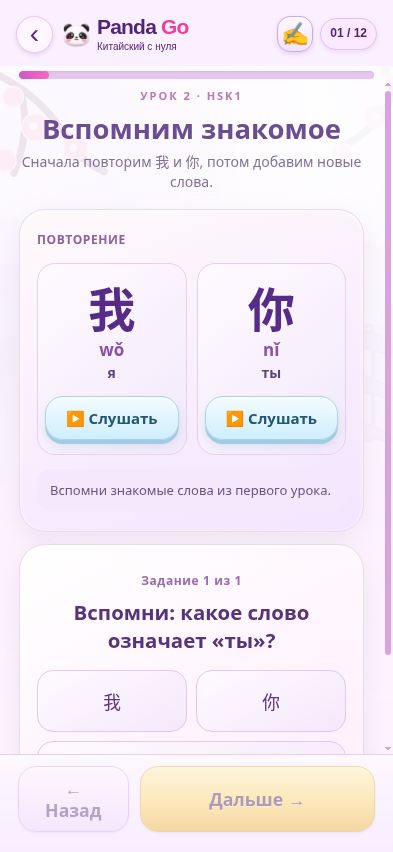 ‹
Panda Go
Китайский с нуля
01 / 12
УРОК 2 · HSK1
Вспомним знакомое
Сначала повторим 我 и 你, потом добавим новые
слова.
ПОВТОРЕНИЕ
我
wǒ
я
Слушать
你
nǐ
ты
Слушать
Вспомни знакомые слова из первого урока.
Задание 1 из 1
Вспомни: какое слово
означает «ты»?
我
你
←
Назад
Дальше →